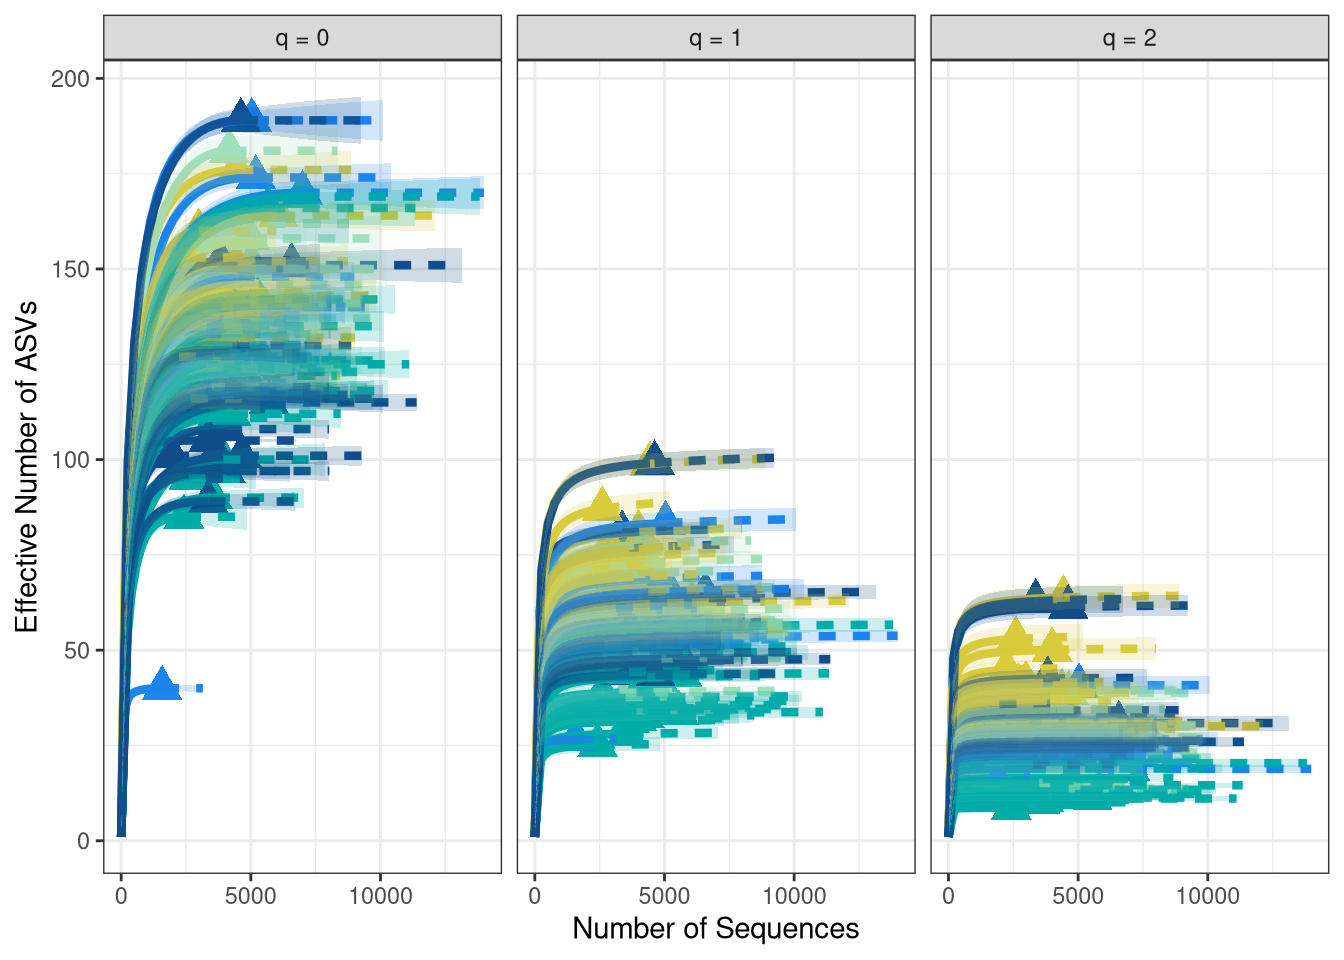 q = 0
q = 1
q = 2
Effective Number of ASVs
200
150
100
50
0
0 5000 10000
0 5000 10000
0 5000 10000
Number of Sequences